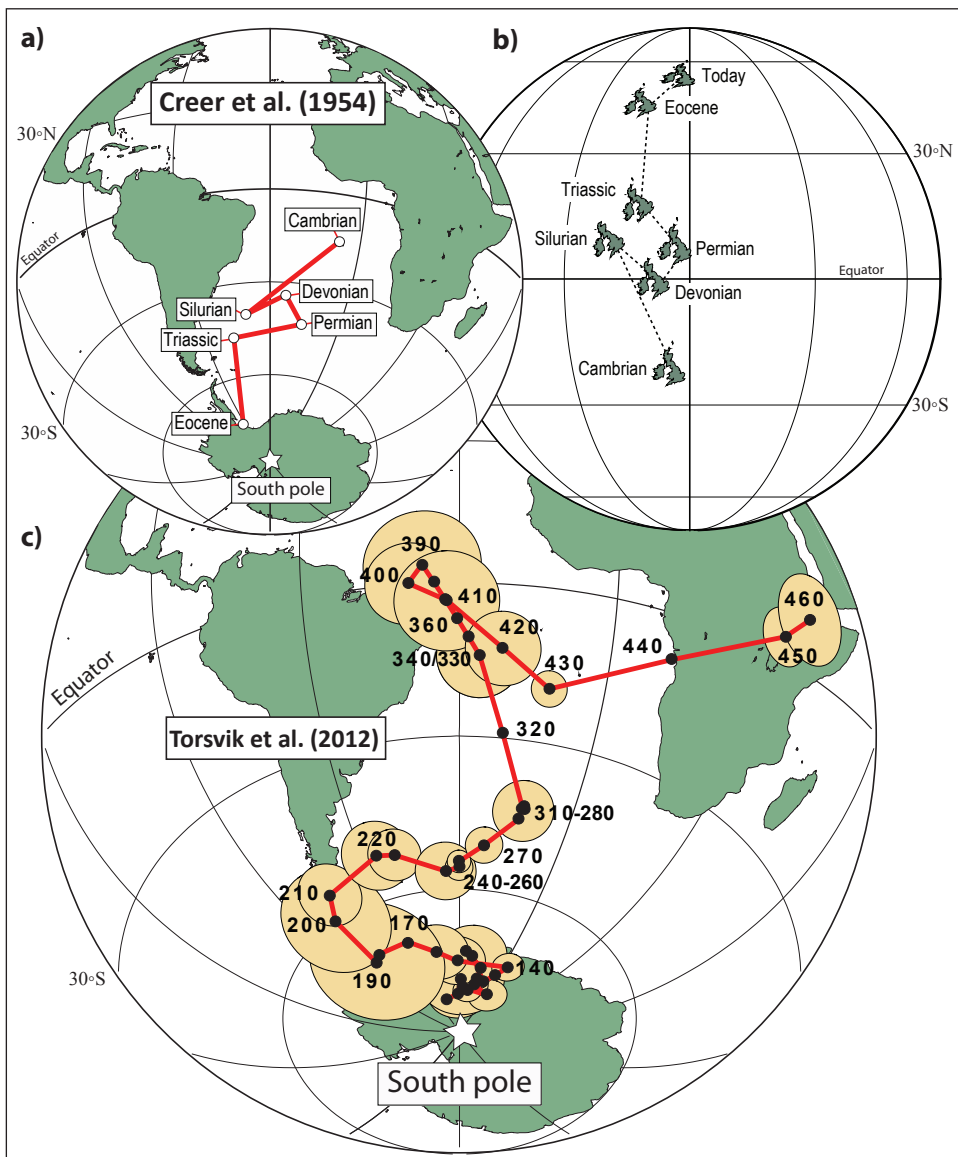 a)
Creer et al. (1954)
30°N
Equator
Cambrian
Devonian
Silurian
Permian
Triassic
Eocene
30°S
South pole
b)
Today
Eocene
30°N
Triassic
Silurian
Permian
Equator
Devonian
Cambrian
30°S
c)
390
400
410
360
420
460
340/330
430
440
450
Equator
320
Torsvik et al. (2012)
310-280
220
270
240-260
210
200
170
190
140
30°S
South pole